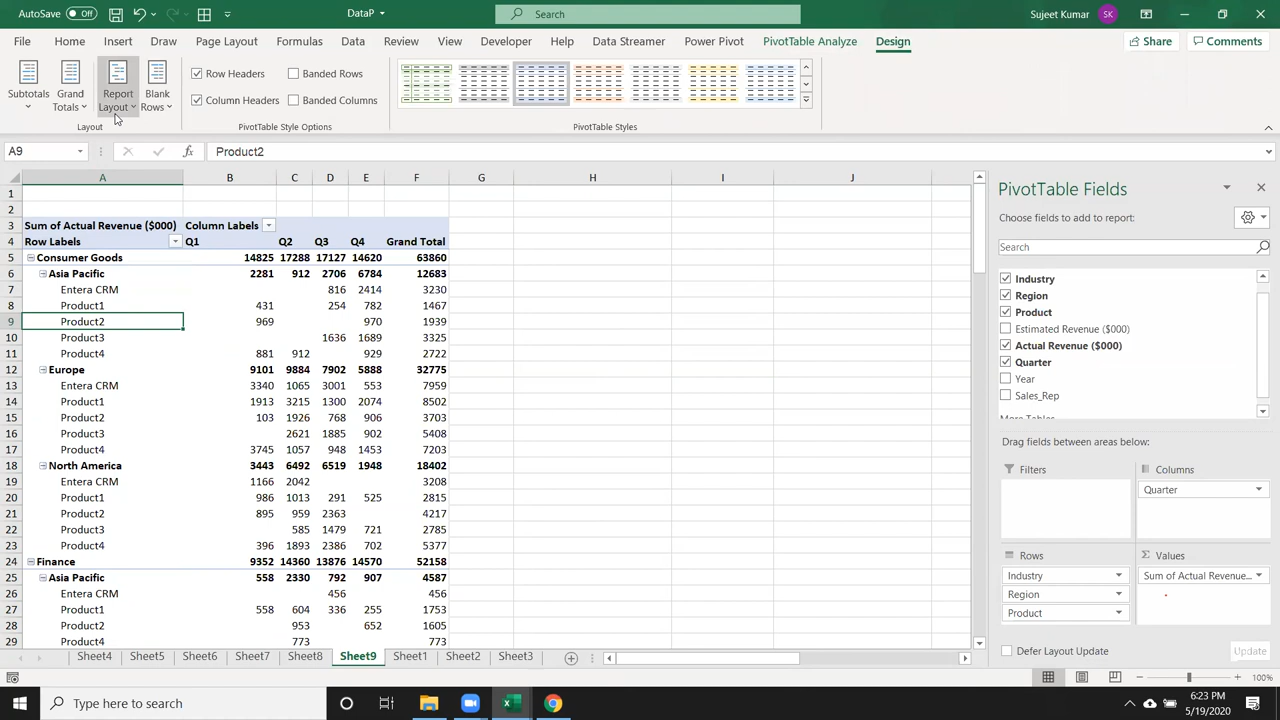 AutoSave Off DataP Search Sujeet Kumar SK
File Home Insert Draw Page Layout Formulas Data Review View Developer Help Data Streamer Power Pivot PivotTable Analyze Design Share Comments
Subtotals Grand Totals Report Layout Blank Rows
Row Headers Banded Rows
Column Headers Banded Columns
Layout PivotTable Style Options PivotTable Styles
A9 fx Product2
A B C D E F G H I J
1
2
3 Sum of Actual Revenue ($000) Column Labels
4 Row Labels Q1 Q2 Q3 Q4 Grand Total
5 Consumer Goods 14825 17288 17127 14620 63860
6 Asia Pacific 2281 912 2706 6784 12683
7 Entera CRM 816 2414 3230
8 Product1 431 254 782 1467
9 Product2 969 970 1939
10 Product3 1636 1689 3325
11 Product4 881 912 929 2722
12 Europe 9101 9884 7902 5888 32775
13 Entera CRM 3340 1065 3001 553 7959
14 Product1 1913 3215 1300 2074 8502
15 Product2 103 1926 768 906 3703
16 Product3 2621 1885 902 5408
17 Product4 3745 1057 948 1453 7203
18 North America 3443 6492 6519 1948 18402
19 Entera CRM 1166 2042 3208
20 Product1 986 1013 291 525 2815
21 Product2 895 959 2363 4217
22 Product3 585 1479 721 2785
23 Product4 396 1893 2386 702 5377
24 Finance 9352 14360 13876 14570 52158
25 Asia Pacific 558 2330 792 907 4587
26 Entera CRM 456 456
27 Product1 558 604 336 255 1753
28 Product2 953 652 1605
29 Product4 773 773
Sheet4 Sheet5 Sheet6 Sheet7 Sheet8 Sheet9 Sheet1 Sheet2 Sheet3
PivotTable Fields
Choose fields to add to report:
Search
Industry
Region
Product
Estimated Revenue ($000)
Actual Revenue ($000)
Quarter
Year
Sales_Rep
More Tables
Drag fields between areas below:
Filters Columns
Quarter
Rows Values
Industry Sum of Actual Revenue...
Region
Product
Defer Layout Update Update
100%
Type here to search
6:23 PM
5/19/2020